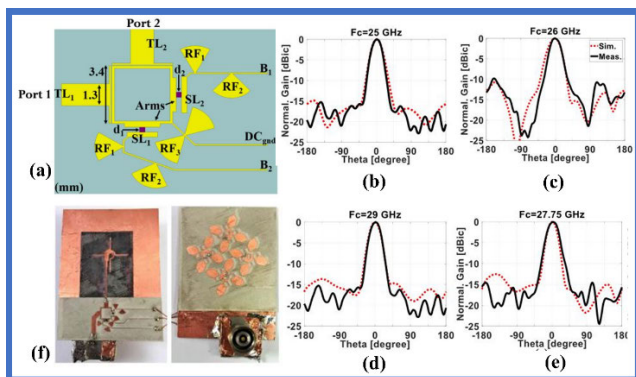 Port 2
TL2
RF1
B1
3.4
d2
RF2
Port 1
TL1
1.3
Arms
SL2
d1
SL1
RF3
DCgnd
RF1
B2
(a)
(mm)
RF2
Fc=25 GHz
Normal. Gain [dBic]
0
-5
-10
-15
-20
-25
-180 -90 0 90 180
Theta [degree]
(b)
Fc=26 GHz
Sim.
Meas.
Normal. Gain [dBic]
0
-5
-10
-15
-20
-25
-180 -90 0 90 180
Theta [degree]
(c)
(f)
Fc=29 GHz
Normal. Gain [dBic]
0
-5
-10
-15
-20
-25
-180 -90 0 90 180
Theta [degree]
(d)
Fc=27.75 GHz
Normal. Gain [dBic]
0
-5
-10
-15
-20
-25
-180 -90 0 90 180
Theta [degree]
(e)